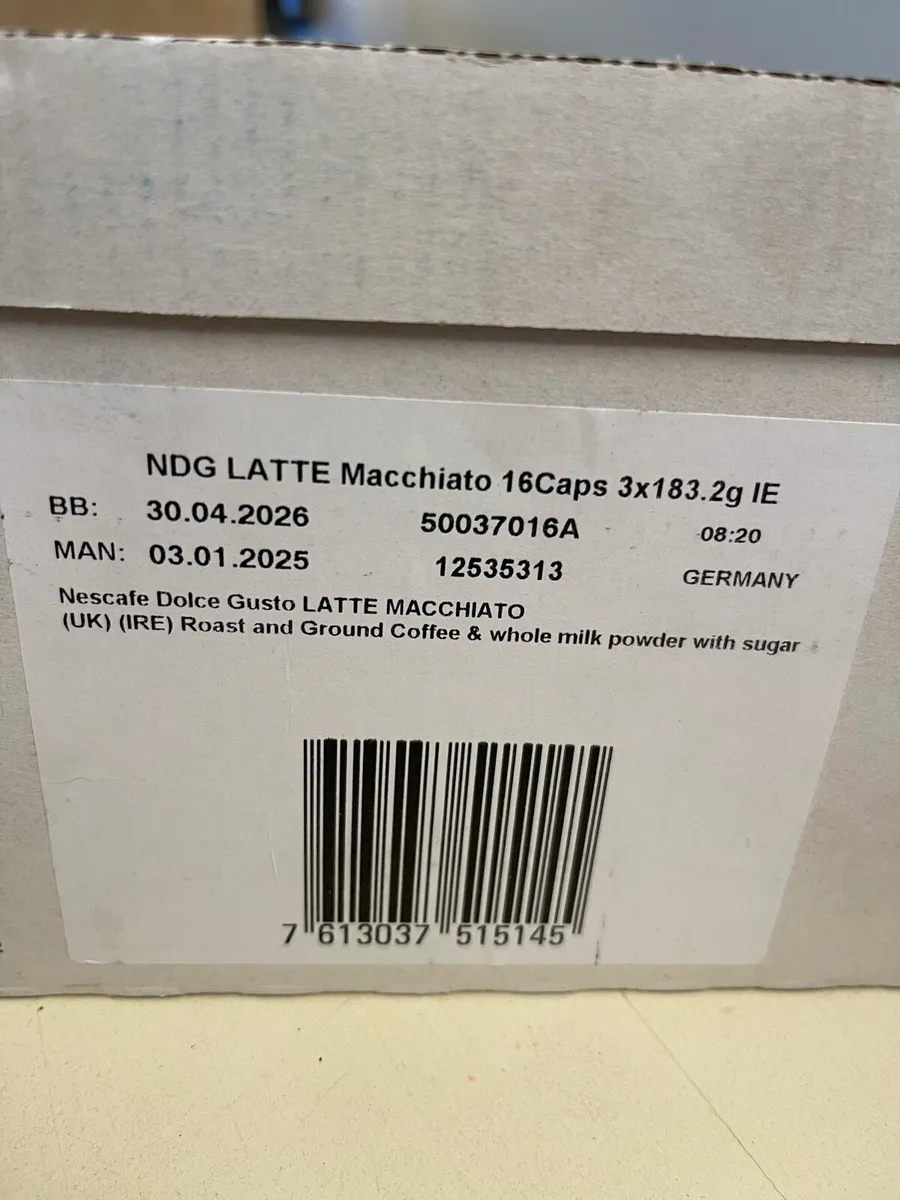 NDG LATTE Macchiato 16Caps 3x183.2g IE
BB: 30.04.2026 50037016A 08:20
MAN: 03.01.2025 12535313 GERMANY
Nescafe Dolce Gusto LATTE MACCHIATO
(UK) (IRE) Roast and Ground Coffee & whole milk powder with sugar
7 613037 515145